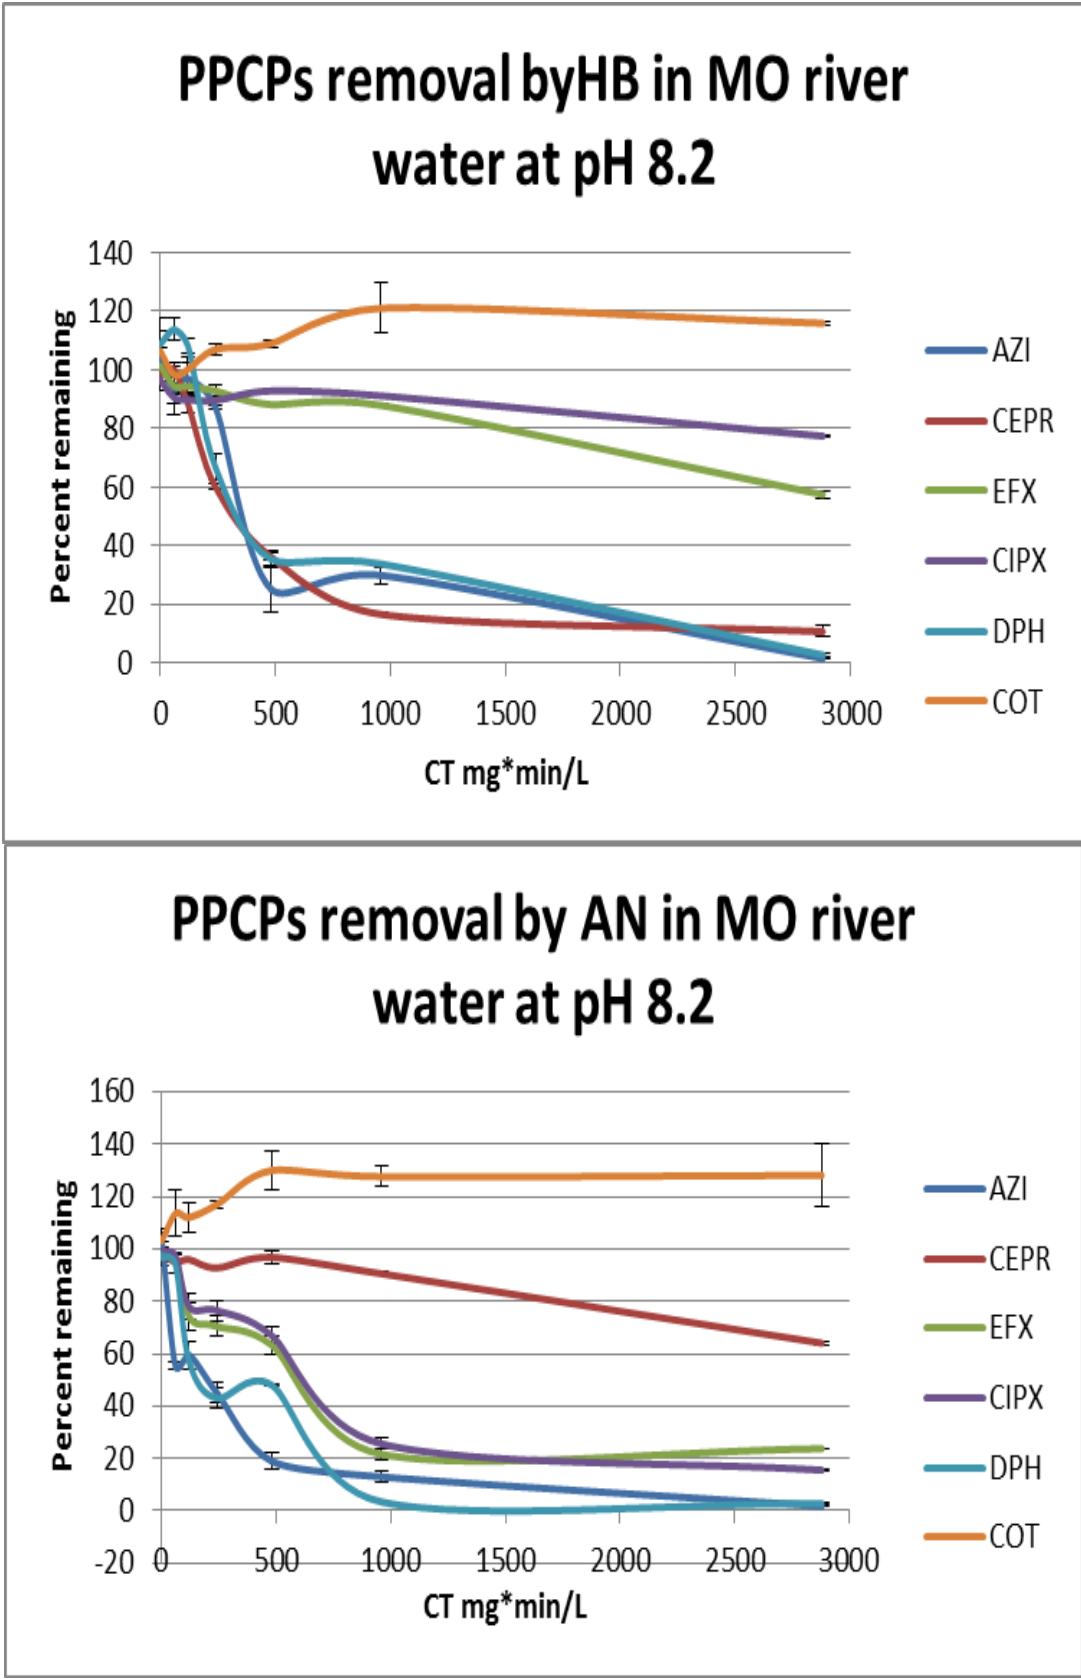 PPCPs removal byHB in MO river
water at pH 8.2
Percent remaining
140
120
100
80
60
40
20
0
0 500 1000 1500 2000 2500 3000
CT mg*min/L
AZI
CEPR
EFX
CIPX
DPH
COT
PPCPs removal by AN in MO river
water at pH 8.2
Percent remaining
160
140
120
100
80
60
40
20
0
-20
0 500 1000 1500 2000 2500 3000
CT mg*min/L
AZI
CEPR
EFX
CIPX
DPH
COT